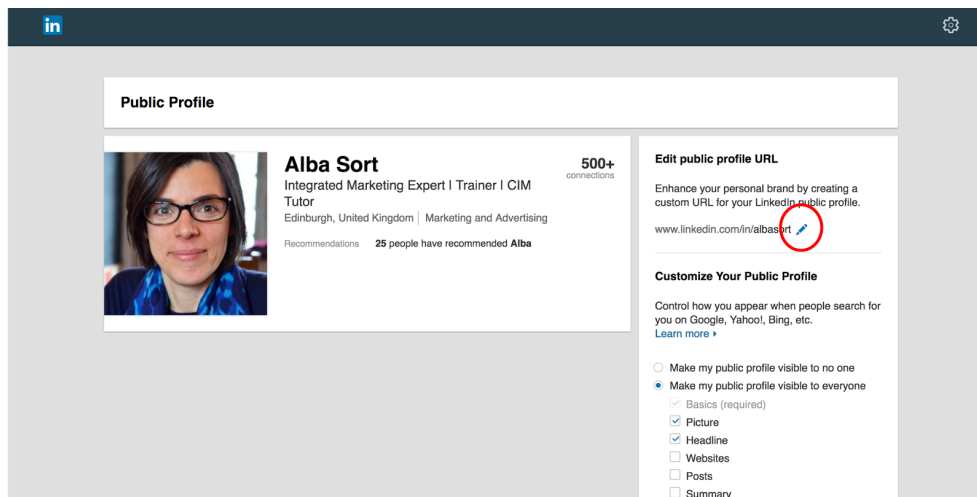 in
Public Profile
Alba Sort
500+
connections
Integrated Marketing Expert l Trainer l CIM
Tutor
Edinburgh, United Kingdom | Marketing and Advertising
Recommendations 25 people have recommended Alba
Edit public profile URL
Enhance your personal brand by creating a
custom URL for your LinkedIn public profile.
www.linkedin.com/in/albasort
Customize Your Public Profile
Control how you appear when people search for
you on Google, Yahoo!, Bing, etc.
Learn more
Make my public profile visible to no one
Make my public profile visible to everyone
Basics (required)
Picture
Headline
Websites
Posts
Summary